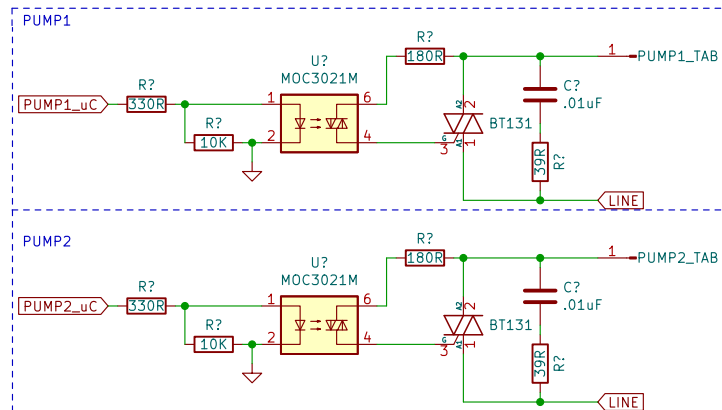 PUMP1
R?
180R
1
PUMP1_TAB
U?
MOC3021M
R?
PUMP1_uC
330R
1
6
A2
2
C?
.01uF
BT131
R?
10K
2
4
G
3
A1
1
39R
R?
LINE
PUMP2
R?
180R
1
PUMP2_TAB
U?
MOC3021M
R?
PUMP2_uC
330R
1
6
A2
2
C?
.01uF
BT131
R?
10K
2
4
G
3
A1
1
39R
R?
LINE